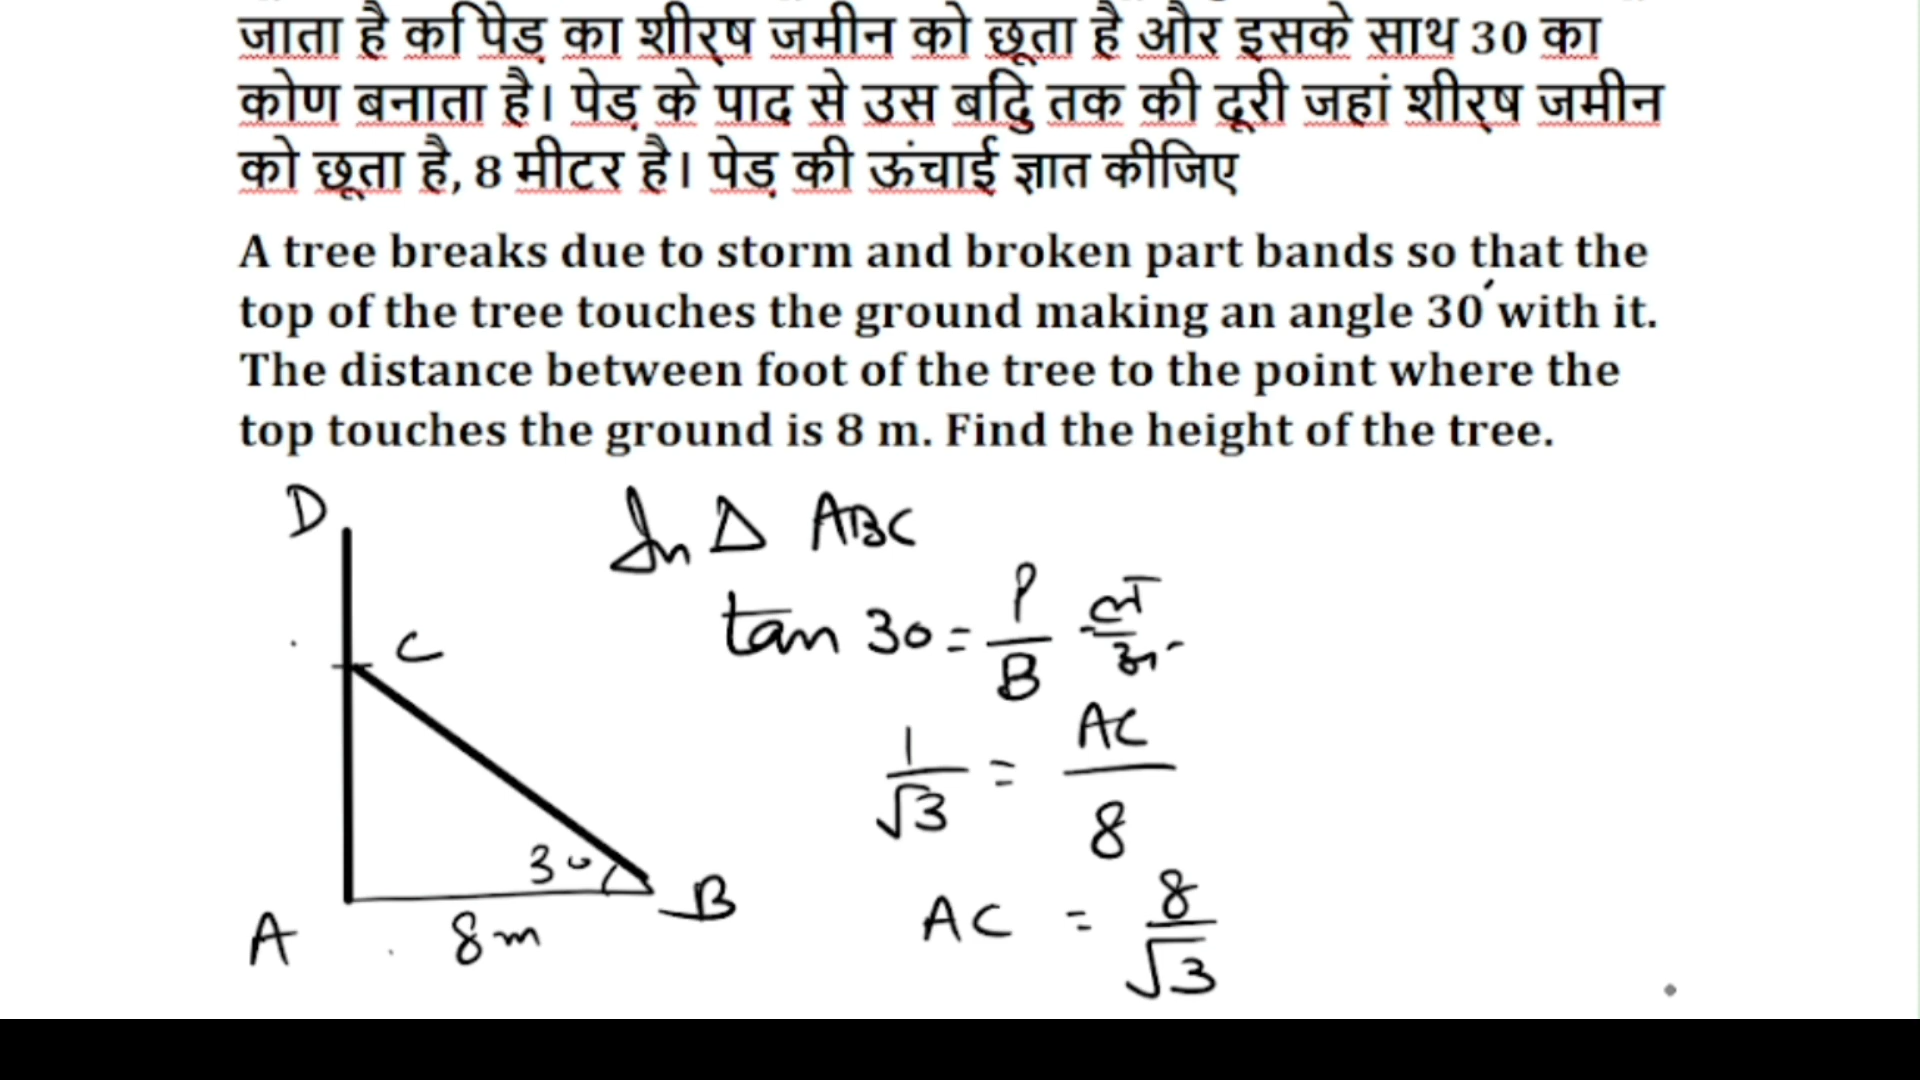 जाता है कि पेड़ का शीर्ष जमीन को छूता है और इसके साथ 30 का
कोण बनाता है। पेड़ के पाद से उस बिंदु तक की दूरी जहां शीर्ष जमीन
को छूता है, 8 मीटर है। पेड़ की ऊंचाई ज्ञात कीजिए
A tree breaks due to storm and broken part bands so that the
top of the tree touches the ground making an angle 30 with it.
The distance between foot of the tree to the point where the
top touches the ground is 8 m. Find the height of the tree.
D
C
30
A
8m
B
In Δ ABC
tan 30 = P/B ल/आ
1/√3 = AC/8
AC = 8/√3